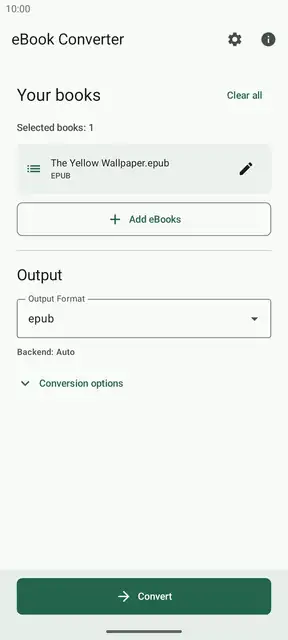 10:00
eBook Converter
Your books
Clear all
Selected books: 1
The Yellow Wallpaper.epub
EPUB
Add eBooks
Output
Output Format
epub
Backend: Auto
Conversion options
Convert